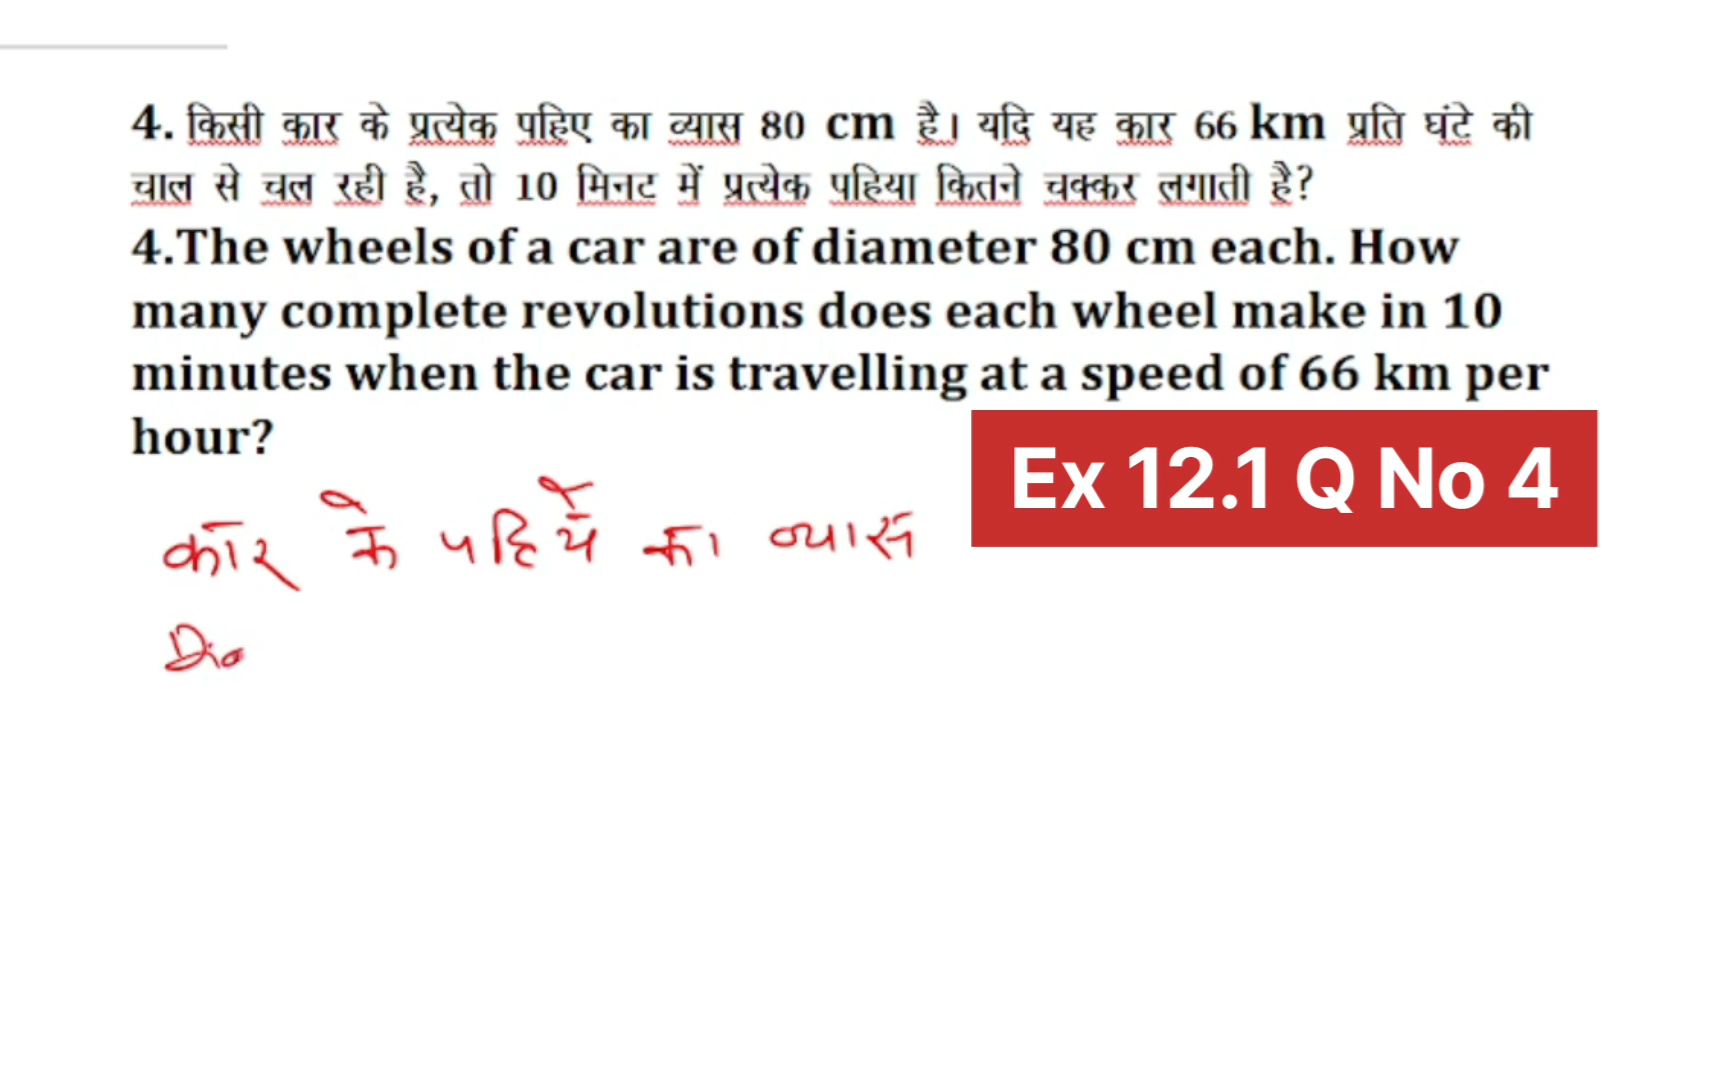 4. किसी कार के प्रत्येक पहिए का व्यास 80 cm है। यदि यह कार 66 km प्रति घंटे की
चाल से चल रही है, तो 10 मिनट में प्रत्येक पहिया कितने चक्कर लगाती है?
4.The wheels of a car are of diameter 80 cm each. How
many complete revolutions does each wheel make in 10
minutes when the car is travelling at a speed of 66 km per
hour?
Ex 12.1 Q No 4
कार के पहिये का व्यास
Dia